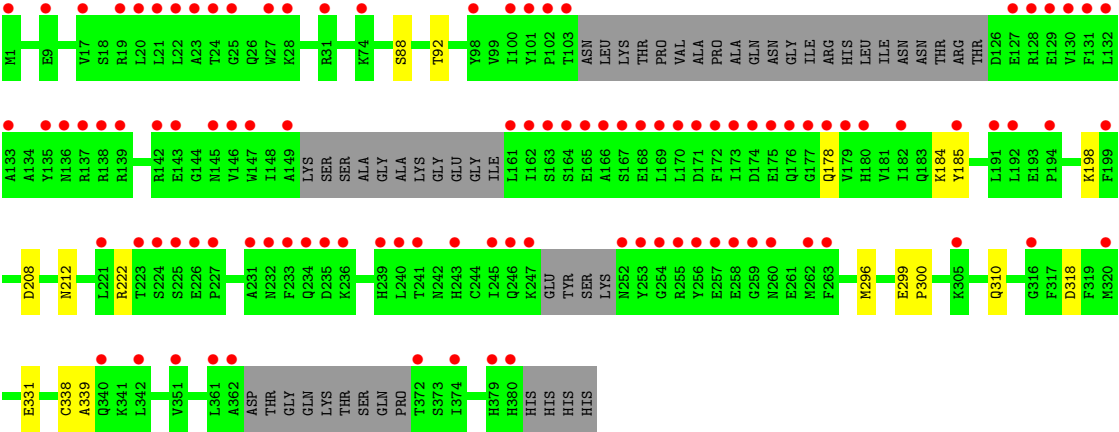 M1 E9 V17 S18 R19 L20 L21 L22 A23 T24 G25 Q26 W27 K28 R31 K74 S88 T92 Y98 V99 I100 Y101 P102 T103 ASN LEU LYS THR PRO VAL ALA PRO ALA GLN ASN GLY ILE ARG HIS LEU ILE ASN ASN THR ARG THR D126 E127 R128 E129 V130 F131 L132
A133 A134 Y135 N136 R137 R138 R139 R142 E143 G144 N145 V146 W147 I148 A149 LYS SER SER ALA GLY ALA LYS GLY GLU GLY ILE L161 I162 S163 S164 E165 A166 S167 E168 L169 L170 D171 F172 I173 D174 E175 Q176 G177 Q178 V179 H180 V181 I182 Q183 K184 Y185 L191 L192 E193 P194 K198 F199
D208 N212 L221 R222 T223 S224 S225 E226 P227 A231 N232 F233 Q234 D235 K236 H239 L240 T241 N242 H243 C244 I245 Q246 K247 GLU TYR SER LYS N252 Y253 G254 R255 Y256 E257 E258 G259 N260 E261 M262 F263 M296 E299 P300 K305 Q310 G316 F317 D318 F319 M320
E331 C338 A339 Q340 K341 L342 V351 L361 A362 ASP THR GLY GLN LYS THR SER GLN PRO T372 S373 I374 H379 H380 HIS HIS HIS HIS